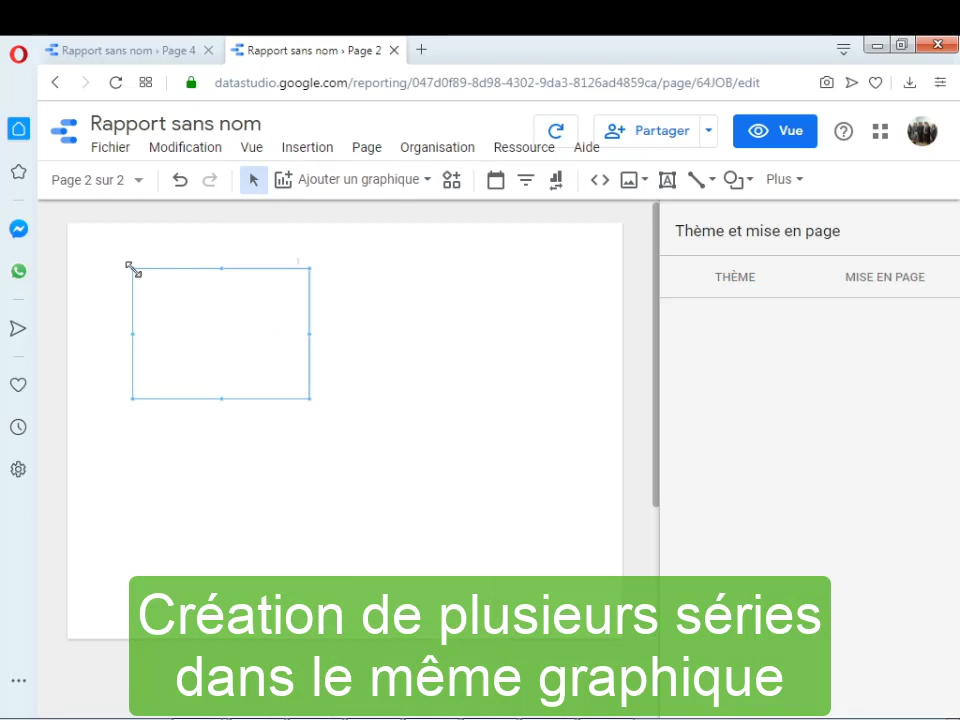 Rapport sans nom › Page 4
Rapport sans nom › Page 2
datastudio.google.com/reporting/047d0f89-8d98-4302-9da3-8126ad4859ca/page/64JOB/edit
Rapport sans nom
Fichier Modification Vue Insertion Page Organisation Ressource Aide
Partager
Vue
Page 2 sur 2
Ajouter un graphique
Plus
Thème et mise en page
THÈME
MISE EN PAGE
Création de plusieurs séries
dans le même graphique